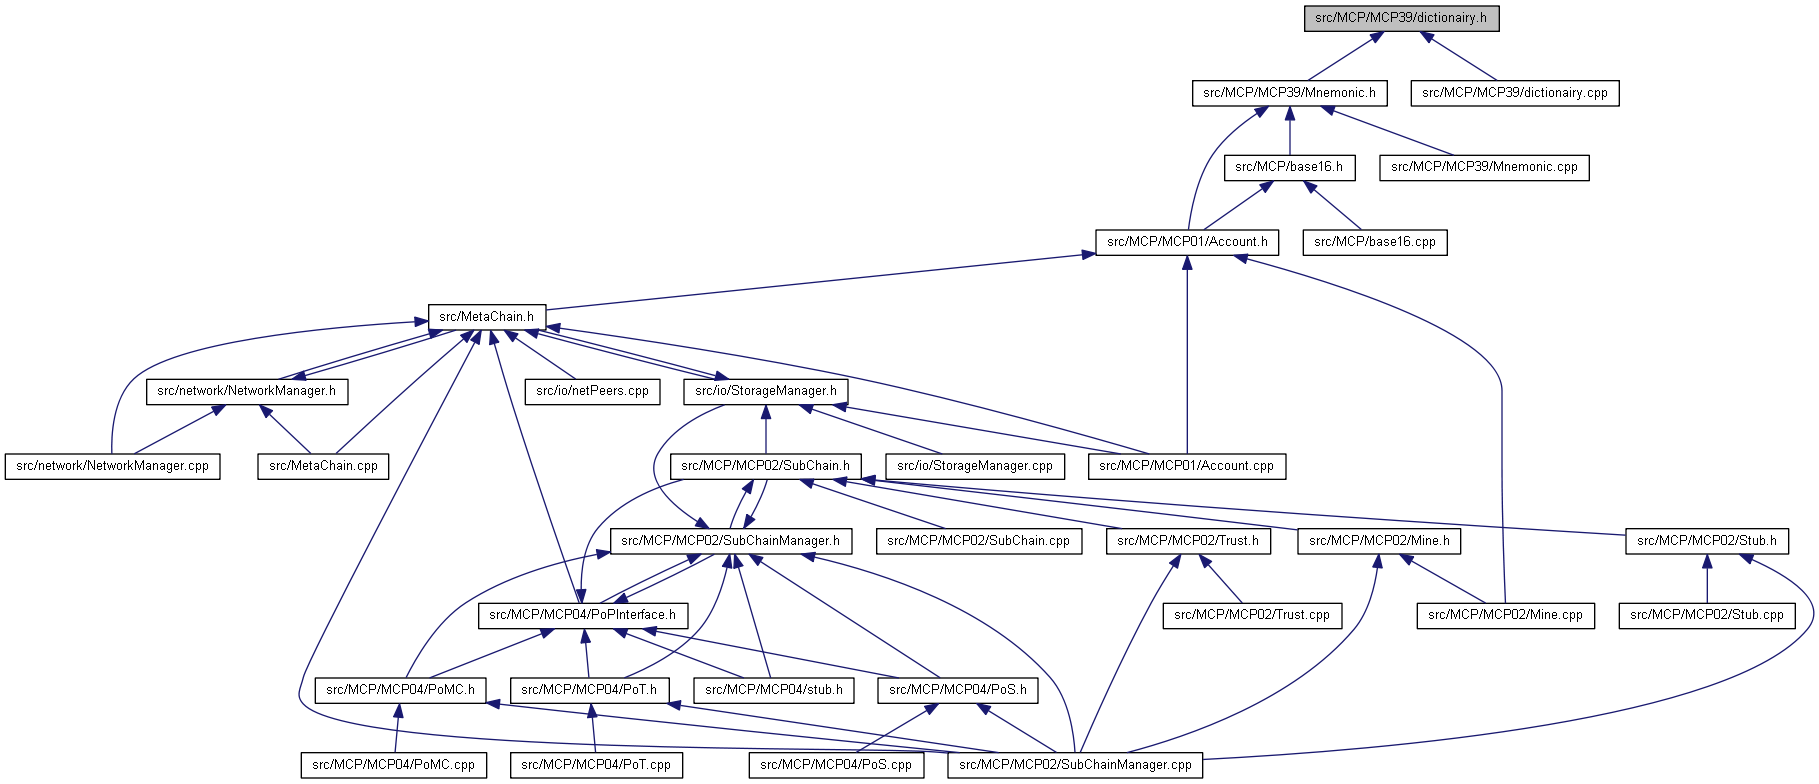 src/MCP/MCP39/dictionairy.h
src/MCP/MCP39/Mnemonic.h
src/MCP/MCP39/dictionairy.cpp
src/MCP/base16.h
src/MCP/MCP39/Mnemonic.cpp
src/MCP/MCP01/Account.h
src/MCP/base16.cpp
src/MetaChain.h
src/network/NetworkManager.h
src/io/netPeers.cpp
src/io/StorageManager.h
src/network/NetworkManager.cpp
src/MetaChain.cpp
src/MCP/MCP02/SubChain.h
src/io/StorageManager.cpp
src/MCP/MCP01/Account.cpp
src/MCP/MCP02/SubChainManager.h
src/MCP/MCP02/SubChain.cpp
src/MCP/MCP02/Trust.h
src/MCP/MCP02/Mine.h
src/MCP/MCP02/Stub.h
src/MCP/MCP04/PoPInterface.h
src/MCP/MCP02/Trust.cpp
src/MCP/MCP02/Mine.cpp
src/MCP/MCP02/Stub.cpp
src/MCP/MCP04/PoMC.h
src/MCP/MCP04/PoT.h
src/MCP/MCP04/stub.h
src/MCP/MCP04/PoS.h
src/MCP/MCP04/PoMC.cpp
src/MCP/MCP04/PoT.cpp
src/MCP/MCP04/PoS.cpp
src/MCP/MCP02/SubChainManager.cpp